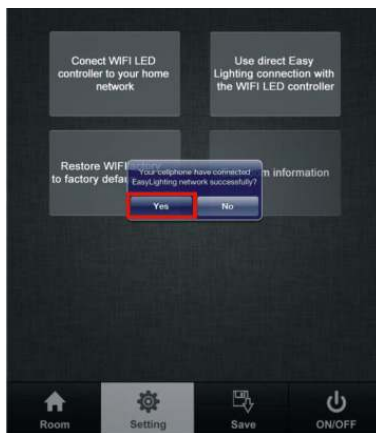 Conect WIFI LED
controller to your home
network
Use direct Easy
Lighting connection with
the WIFI LED controller
Restore WIFI
to factory defau
Your cellphone have connected
EasyLighting network successfully?
Yes
No
m information
Room
Setting
Save
ON/OFF